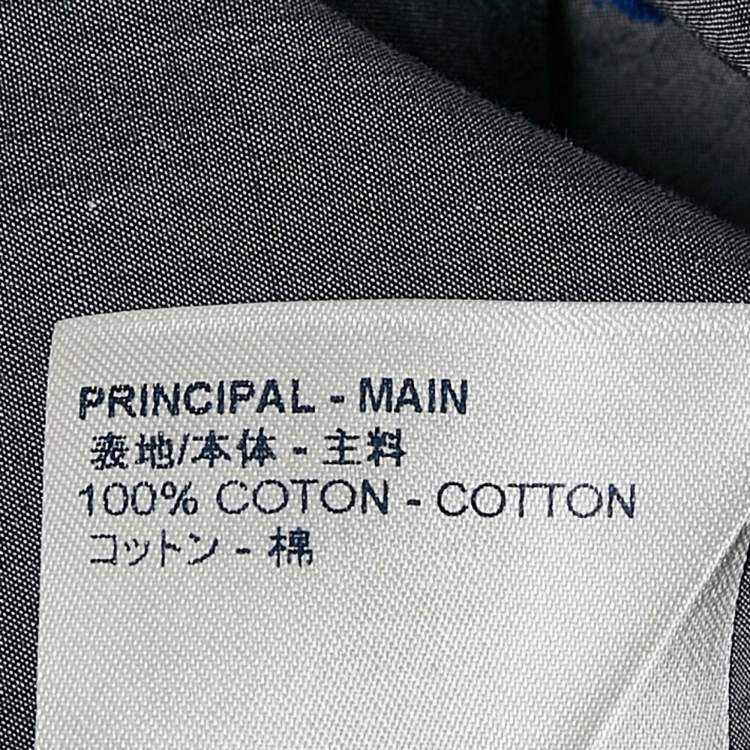 PRINCIPAL - MAIN
表地/本体 - 主料
100% COTON - COTTON
コットン - 棉